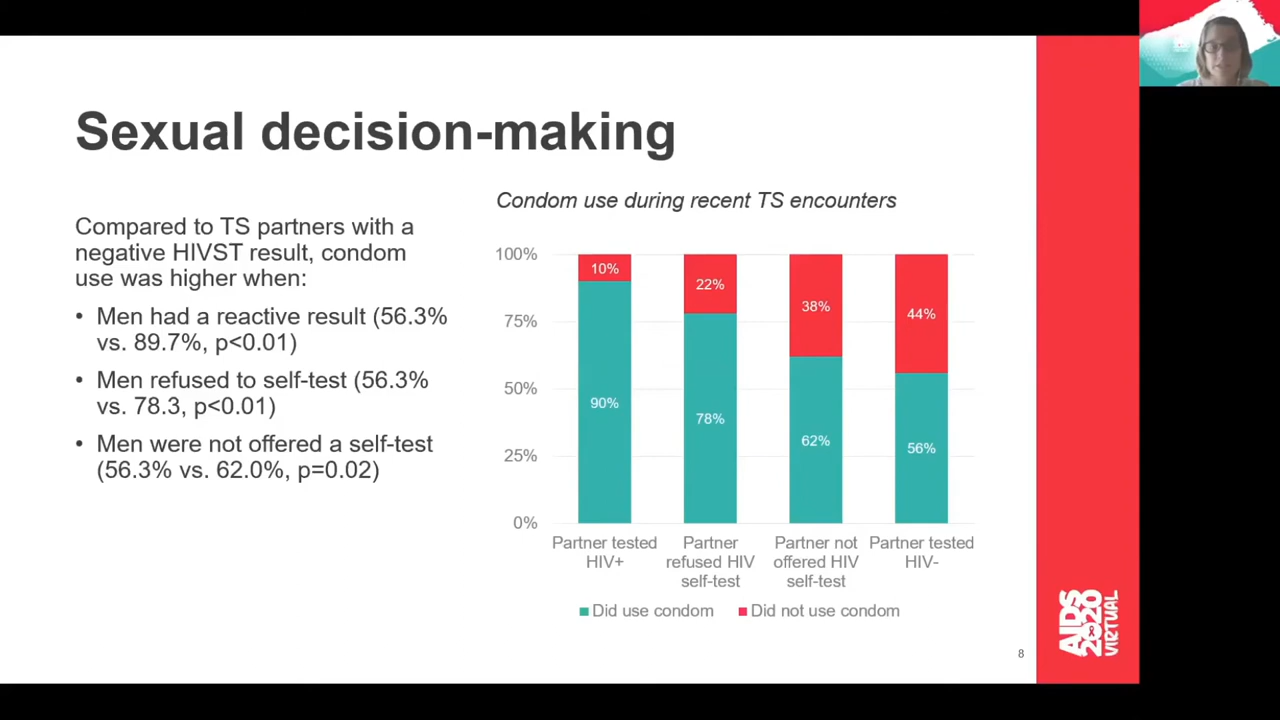 Sexual decision-making
Compared to TS partners with a
negative HIVST result, condom
use was higher when:
• Men had a reactive result (56.3%
vs. 89.7%, p<0.01)
• Men refused to self-test (56.3%
vs. 78.3, p<0.01)
• Men were not offered a self-test
(56.3% vs. 62.0%, p=0.02)
Condom use during recent TS encounters
100%
75%
50%
25%
0%
10%
22%
38%
44%
90%
78%
62%
56%
Partner tested
HIV+
Partner
refused HIV
self-test
Partner not
offered HIV
self-test
Partner tested
HIV-
Did use condom
Did not use condom
8
AIDS
2020
VIRTUAL